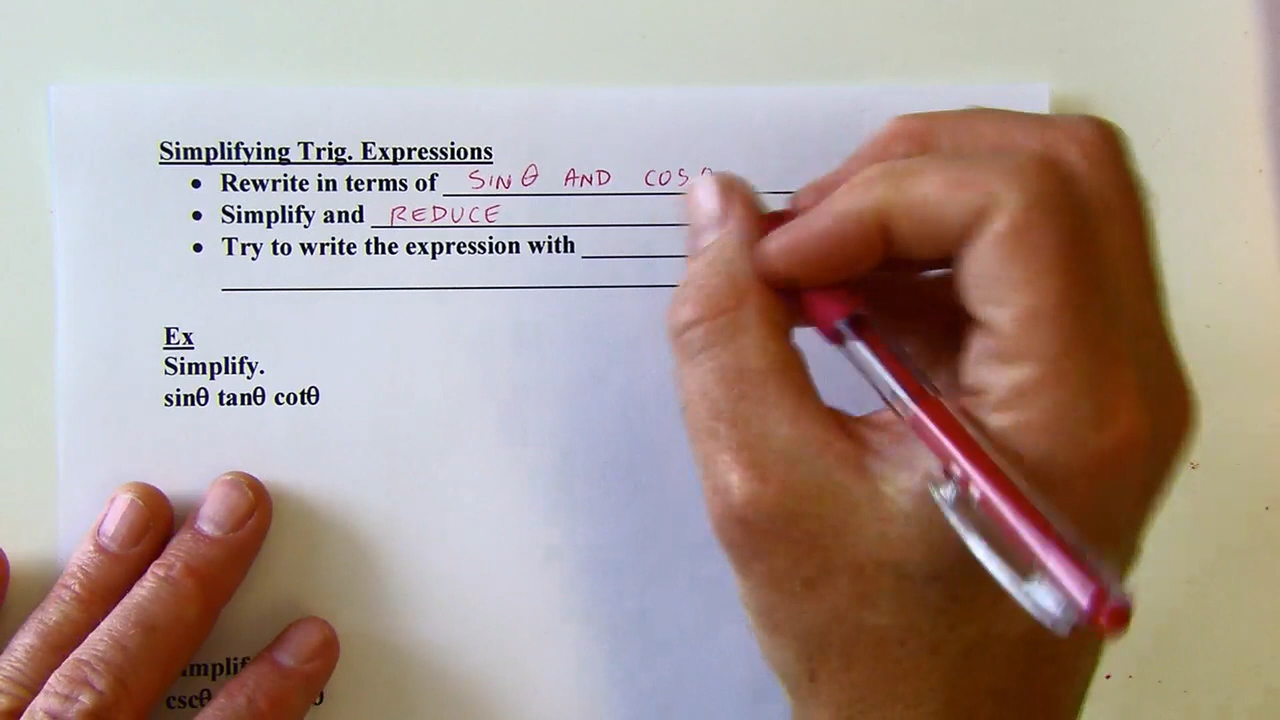 Simplifying Trig. Expressions
• Rewrite in terms of SIN θ AND COS
• Simplify and REDUCE
• Try to write the expression with
Ex
Simplify.
sinθ tanθ cotθ
cscθ